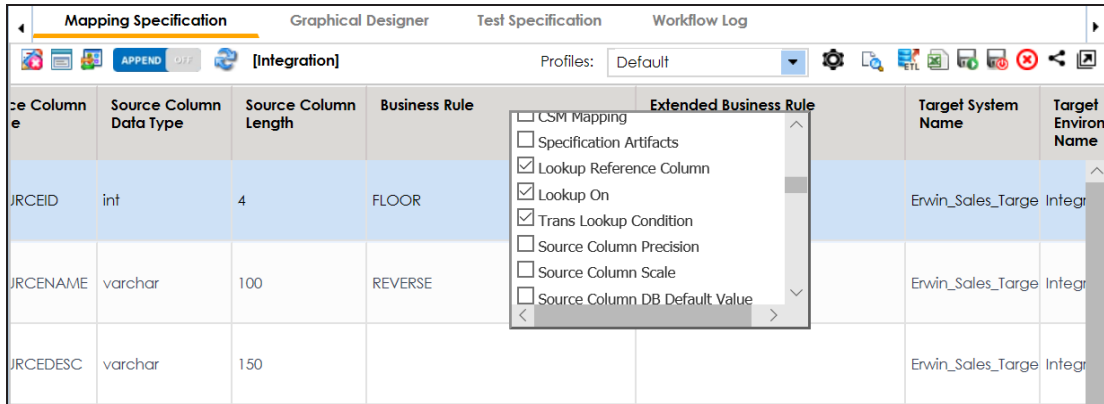 Mapping Specification Graphical Designer Test Specification Workflow Log
APPEND OFF [Integration] Profiles: Default ETL
ce Column Source Column Source Column Business Rule Extended Business Rule Target System Target
e Data Type Length Name Environ
Name
CSM Mapping
Specification Artifacts
Lookup Reference Column
Lookup On
Trans Lookup Condition
Source Column Precision
Source Column Scale
Source Column DB Default Value
URCEID int 4 FLOOR Erwin_Sales_Targe Integr
URCENAME varchar 100 REVERSE Erwin_Sales_Targe Integr
URCEDESC varchar 150 Erwin_Sales_Targe Integr